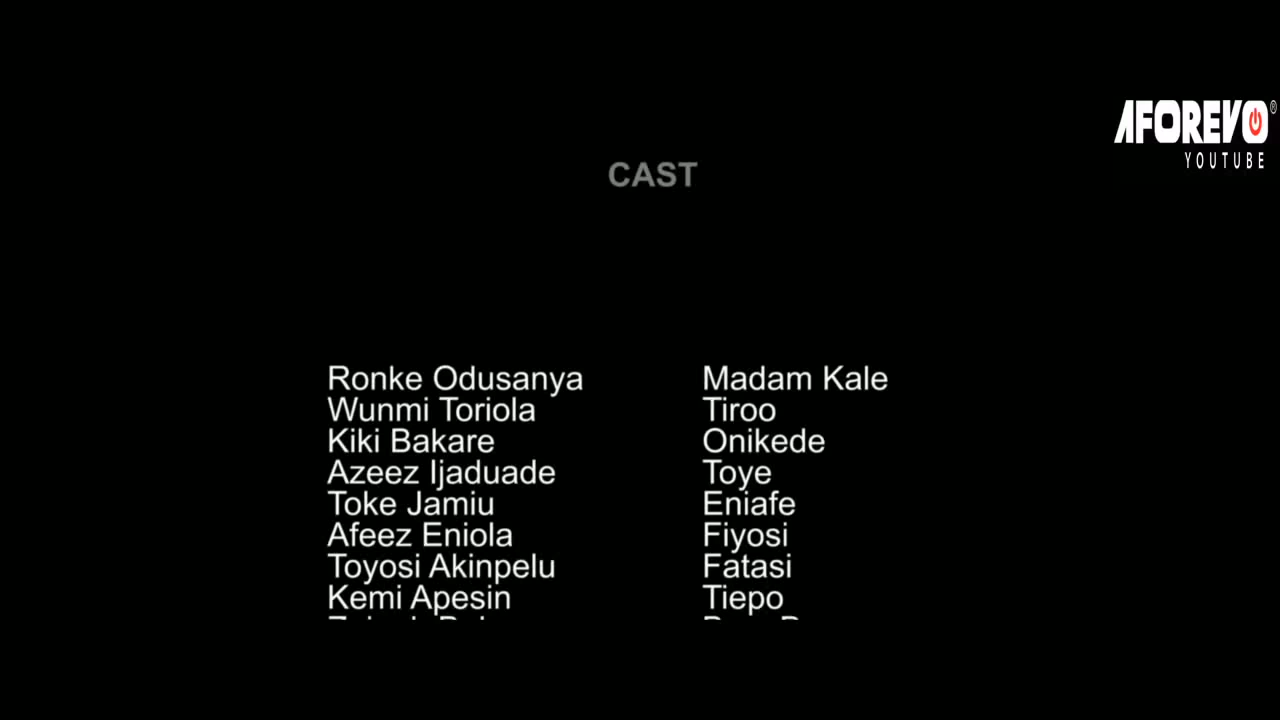 AFOREVO®
YOUTUBE
CAST
Ronke Odusanya Madam Kale
Wunmi Toriola Tiroo
Kiki Bakare Onikede
Azeez Ijaduade Toye
Toke Jamiu Eniafe
Afeez Eniola Fiyosi
Toyosi Akinpelu Fatasi
Kemi Apesin Tiepo